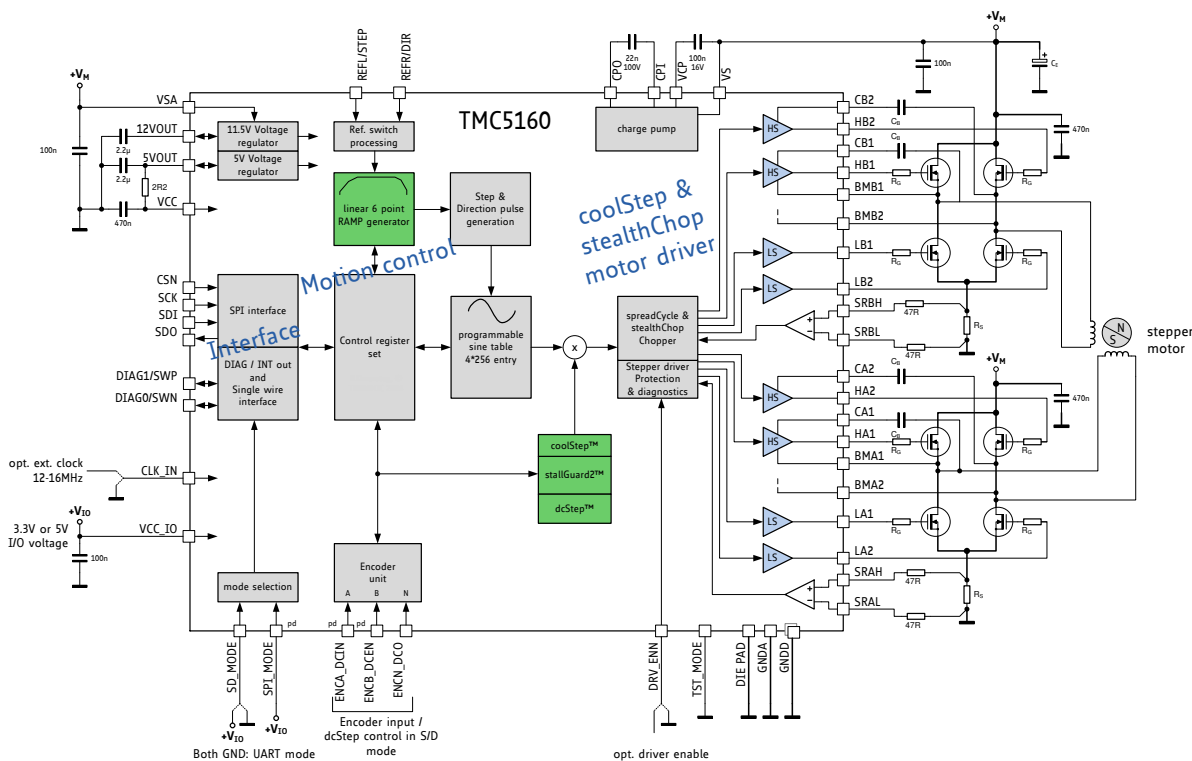 +VM
REFL/STEP
REFR/DIR
22n
100V
100n
16V
CPO
CPI
VCP
VS
+VM
100n
CE
VSA
12VOUT
5VOUT
VCC
100n
2.2µ
2.2µ
2R2
470n
11.5V Voltage
regulator
5V Voltage
regulator
Ref. switch
processing
TMC5160
charge pump
linear 6 point
RAMP generator
Step &
Direction pulse
generation
coolStep &
stealthChop
motor driver
Motion control
Interface
CSN
SCK
SDI
SDO
DIAG1/SWP
DIAG0/SWN
SPI interface
DIAG / INT out
and
Single wire
interface
Control register
set
programmable
sine table
4*256 entry
x
spreadCycle &
stealthChop
Chopper
Stepper driver
Protection
& diagnostics
coolStep™
stallGuard2™
dcStep™
opt. ext. clock
12-16MHz
CLK_IN
+VIO
3.3V or 5V
I/O voltage
VCC_IO
100n
mode selection
Encoder
unit
A
B
N
pd
pd
pd
SD_MODE
SPI_MODE
ENCA_DCIN
ENCB_DCEN
ENCN_DCO
DRV_ENN
TST_MODE
DIE PAD
GNDA
GNDD
+VIO
+VIO
Both GND: UART mode
Encoder input /
dcStep control in S/D
mode
opt. driver enable
HS
HS
LS
LS
+
−
CB2
HB2
CB1
HB1
BMB1
BMB2
LB1
LB2
SRBH
SRBL
CB
CB
RG
RG
RG
RG
470n
47R
47R
RS
N
S
stepper
motor
+VM
HS
HS
LS
LS
+
−
CA2
HA2
CA1
HA1
BMA1
BMA2
LA1
LA2
SRAH
SRAL
CB
CB
RG
RG
RG
RG
470n
47R
47R
RS